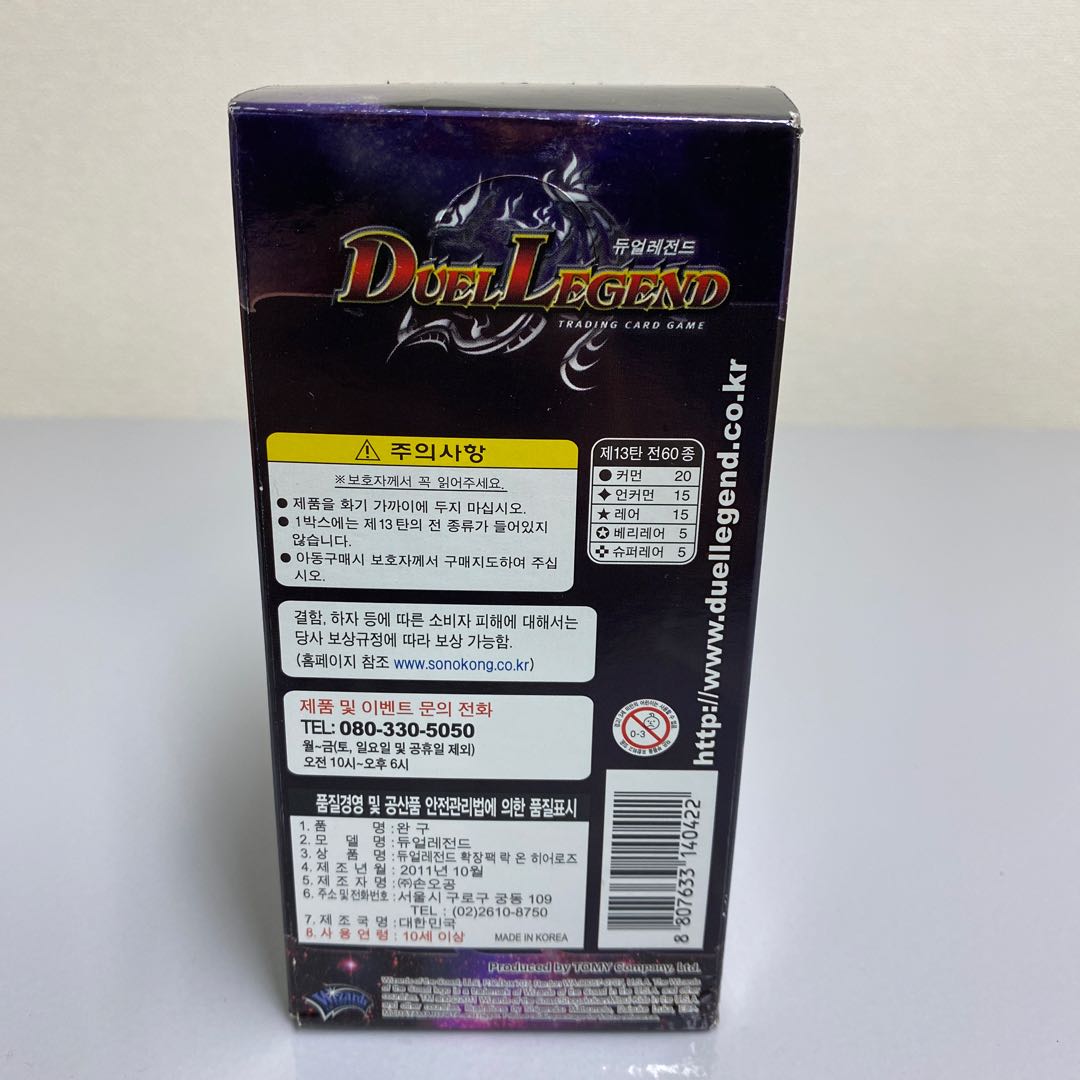 듀얼레전드
DUEL LEGEND
TRADING CARD GAME
http://www.duellegend.co.kr
⚠ 주의사항
※보호자께서 꼭 읽어주세요.
● 제품을 화기 가까이에 두지 마십시오.
● 1박스에는 제13탄의 전 종류가 들어있지
않습니다.
● 아동구매시 보호자께서 구매지도하여 주십
시오.
제13탄 전60종
● 커먼 20
✦ 언커먼 15
★ 레어 15
✪ 베리레어 5
슈퍼레어 5
결함, 하자 등에 따른 소비자 피해에 대해서는
당사 보상규정에 따라 보상 가능함.
(홈페이지 참조 www.sonokong.co.kr)
제품 및 이벤트 문의 전화
TEL: 080-330-5050
월~금(토, 일요일 및 공휴일 제외)
오전 10시~오후 6시
0-3
품질경영 및 공산품 안전관리법에 의한 품질표시
1. 품 명 : 완 구
2. 모 델 명 : 듀얼레전드
3. 상 품 명 : 듀얼레전드 확장팩 락 온 히어로즈
4. 제 조 년 월 : 2011년 10월
5. 제 조 자 명 : ㈜손오공
6. 주소 및 전화번호 : 서울시 구로구 궁동 109
TEL : (02)2610-8750
7. 제 조 국 명 : 대한민국
8. 사 용 연 령 : 10세 이상
MADE IN KOREA
8 807633 140422
Produced by TOMY Company, Ltd.
Wizards